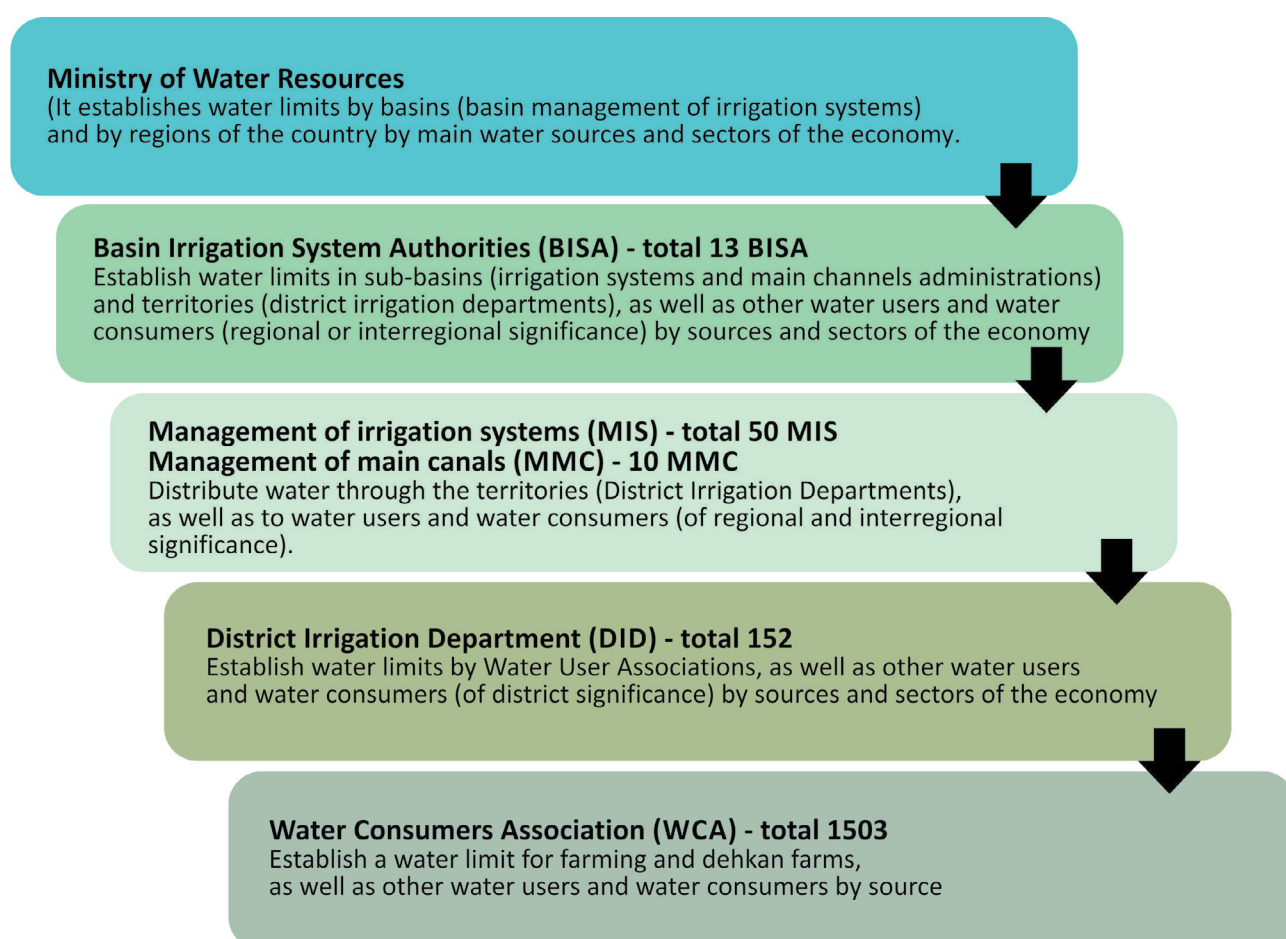 Ministry of Water Resources
(It establishes water limits by basins (basin management of irrigation systems)
and by regions of the country by main water sources and sectors of the economy.
Basin Irrigation System Authorities (BISA) - total 13 BISA
Establish water limits in sub-basins (irrigation systems and main channels administrations)
and territories (district irrigation departments), as well as other water users and water
consumers (regional or interregional significance) by sources and sectors of the economy
Management of irrigation systems (MIS) - total 50 MIS
Management of main canals (MMC) - 10 MMC
Distribute water through the territories (District Irrigation Departments),
as well as to water users and water consumers (of regional and interregional
significance).
District Irrigation Department (DID) - total 152
Establish water limits by Water User Associations, as well as other water users
and water consumers (of district significance) by sources and sectors of the economy
Water Consumers Association (WCA) - total 1503
Establish a water limit for farming and dehkan farms,
as well as other water users and water consumers by source